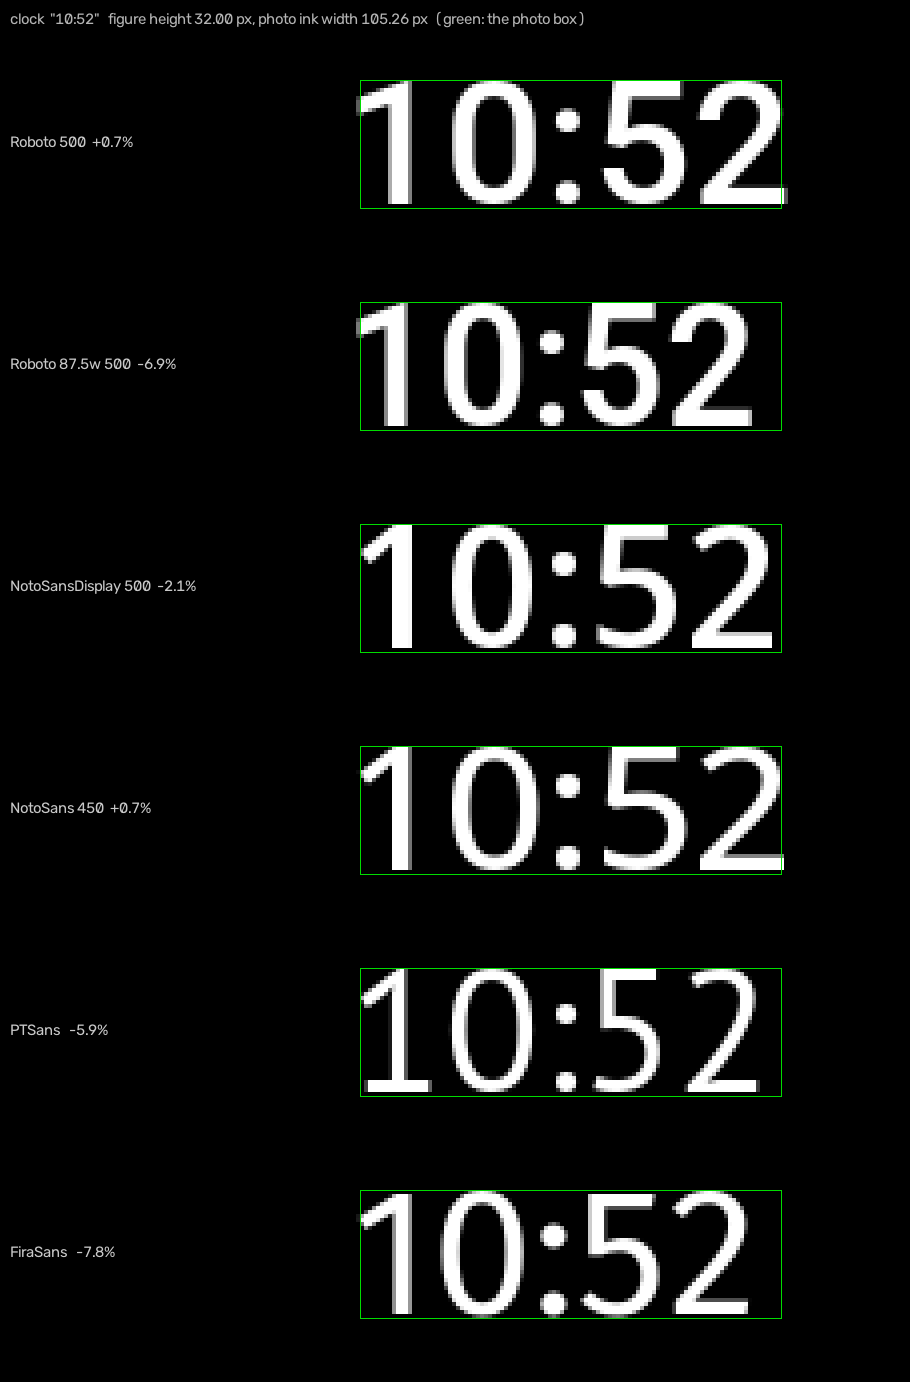 clock "10:52" figure height 32.00 px, photo ink width 105.26 px (green: the photo box)
10:52
Roboto 500 +0.7%
10:52
Roboto 87.5w 500 -6.9%
10:52
NotoSansDisplay 500 -2.1%
10:52
NotoSans 450 +0.7%
10:52
PTSans -5.9%
10:52
FiraSans -7.8%